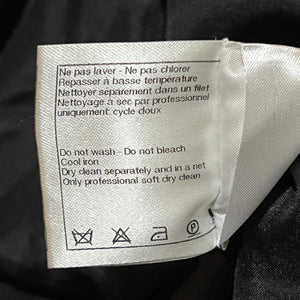 Ne pas laver - Ne pas chlorer
Repasser à basse température
Nettoyer séparement dans un filet
Nettoyage à sec par professionnel
uniquement: cycle doux
Do not wash - Do not bleach
Cool iron
Dry clean separately and in a net
Only professional soft dry clean
P